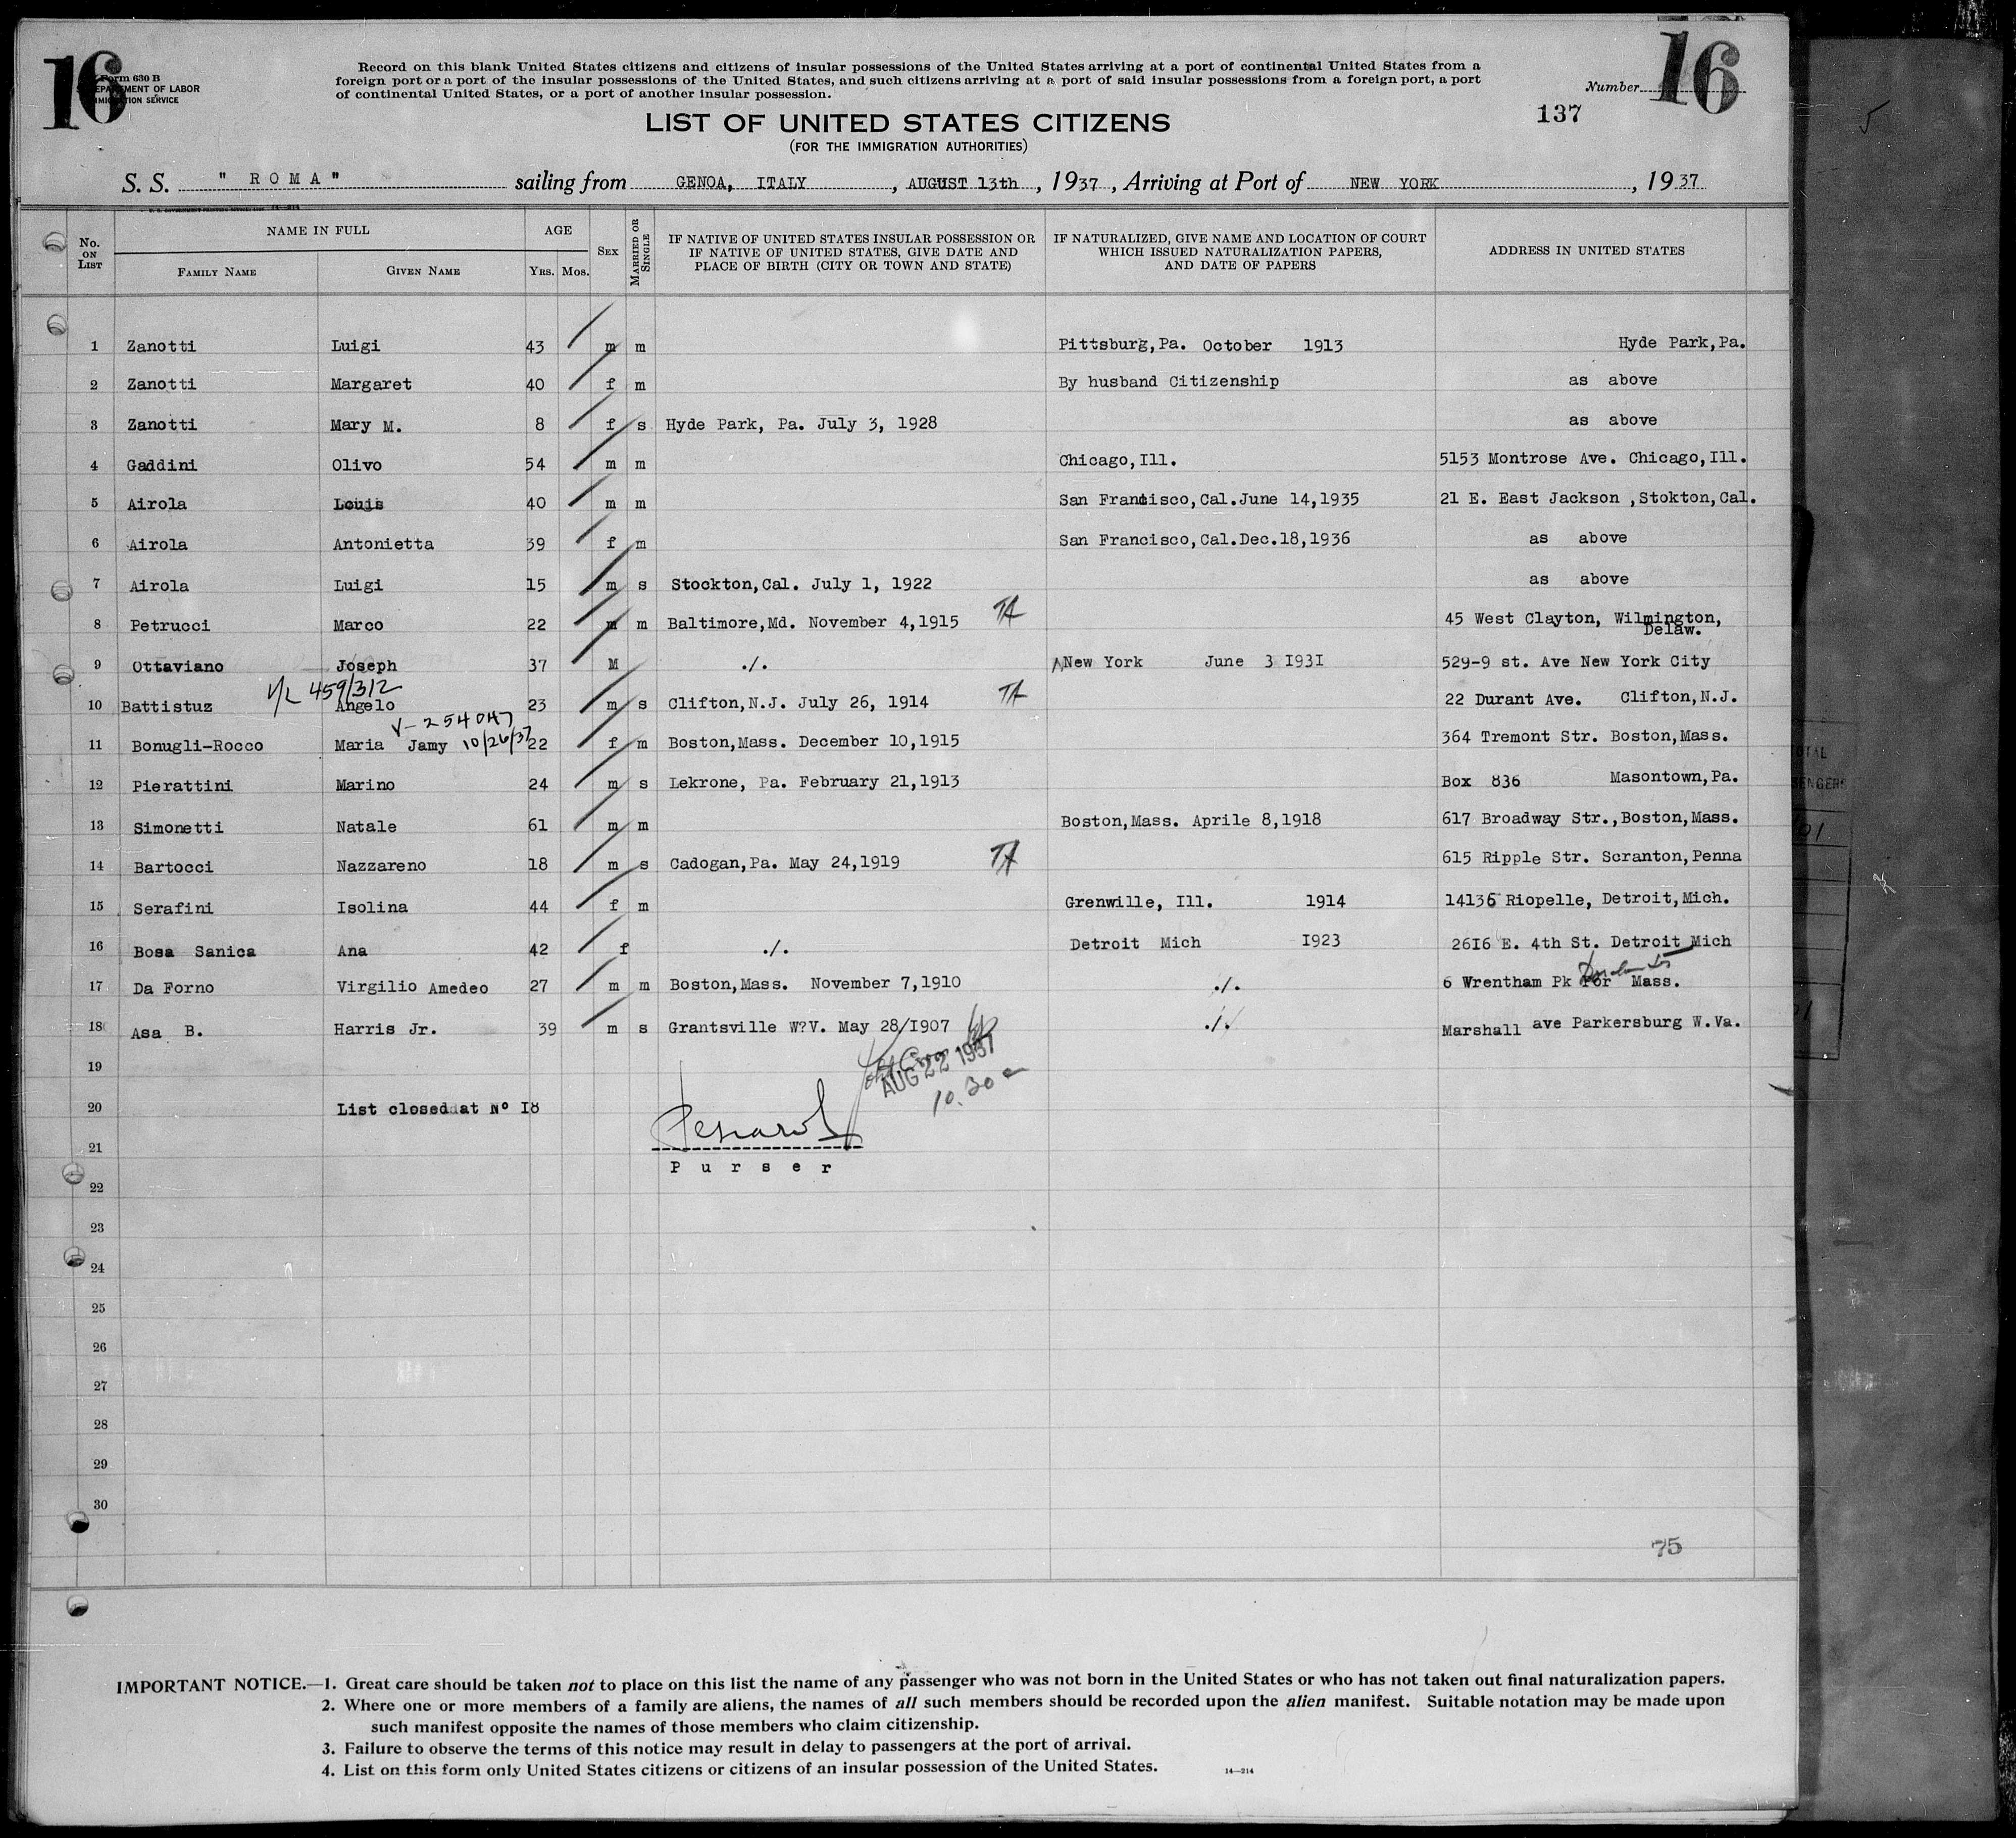 16
Form 630 B
DEPARTMENT OF LABOR
IMMIGRATION SERVICE
Record on this blank United States citizens and citizens of insular possessions of the United States arriving at a port of continental United States from a
foreign port or a port of the insular possessions of the United States, and such citizens arriving at a port of said insular possessions from a foreign port, a port
of continental United States, or a port of another insular possession.
Number 16
137
LIST OF UNITED STATES CITIZENS
(FOR THE IMMIGRATION AUTHORITIES)
S. S. " ROMA " sailing from GENOA, ITALY , AUGUST 13th , 1937 , Arriving at Port of NEW YORK , 1937
No. ON LIST NAME IN FULL AGE SEX MARRIED OR SINGLE IF NATIVE OF UNITED STATES INSULAR POSSESSION OR IF NATIVE OF UNITED STATES, GIVE DATE AND PLACE OF BIRTH (CITY OR TOWN AND STATE) IF NATURALIZED, GIVE NAME AND LOCATION OF COURT WHICH ISSUED NATURALIZATION PAPERS, AND DATE OF PAPERS ADDRESS IN UNITED STATES
FAMILY NAME GIVEN NAME YRS. MOS.
1 Zanotti Luigi 43 m m Pittsburg,Pa. October 1913 Hyde Park,Pa.
2 Zanotti Margaret 40 f m By husband Citizenship as above
3 Zanotti Mary M. 8 f s Hyde Park, Pa. July 3, 1928 as above
4 Gaddini Olivo 54 m m Chicago,Ill. 5153 Montrose Ave. Chicago,Ill.
5 Airola Louis 40 m m San Francisco,Cal.June 14,1935 21 E. East Jackson ,Stokton,Cal.
6 Airola Antonietta 39 f m San Francisco,Cal.Dec.18,1936 as above
7 Airola Luigi 15 m s Stockton,Cal. July 1, 1922 as above
8 Petrucci Marco 22 m m Baltimore,Md. November 4,1915 TA 45 West Clayton, Wilmington,
Delaw.
9 Ottaviano Joseph 37 M ./. New York June 3 I93I 529-9 st. Ave New York City
V/L 459/312
10 Battistuz Angelo 23 m s Clifton,N.J. July 26, 1914 TA 22 Durant Ave. Clifton,N.J.
V-254047
11 Bonugli-Rocco Maria Jamy 10/26/37 22 f m Boston,Mass. December 10,1915 364 Tremont Str. Boston,Mass.
12 Pierattini Marino 24 m s Lekrone, Pa. February 21,1913 Box 836 Masontown,Pa.
13 Simonetti Natale 61 m m Boston,Mass. Aprile 8,1918 617 Broadway Str.,Boston,Mass.
14 Bartocci Nazzareno 18 m s Cadogan,Pa. May 24,1919 TA 615 Ripple Str. Scranton,Penna
15 Serafini Isolina 44 f m Grenwille, Ill. 1914 14136 Riopelle, Detroit,Mich.
16 Bosa Sanica Ana 42 f ./. Detroit Mich I923 26I6 E. 4th St. Detroit Mich
17 Da Forno Virgilio Amedeo 27 m m Boston,Mass. November 7,1910 ./. 6 Wrentham Pk For Mass.
18 Asa B. Harris Jr. 39 m s Grantsville W?V. May 28/I907 ./. Marshall ave Parkersburg W.Va.
19
AUG 22 1937
10.30 a
20 List closed at Nº I8
21
Purser
22
23
24
25
26
27
28
29
30
75
IMPORTANT NOTICE.—1. Great care should be taken not to place on this list the name of any passenger who was not born in the United States or who has not taken out final naturalization papers.
2. Where one or more members of a family are aliens, the names of all such members should be recorded upon the alien manifest. Suitable notation may be made upon
such manifest opposite the names of those members who claim citizenship.
3. Failure to observe the terms of this notice may result in delay to passengers at the port of arrival.
4. List on this form only United States citizens or citizens of an insular possession of the United States.
14—214